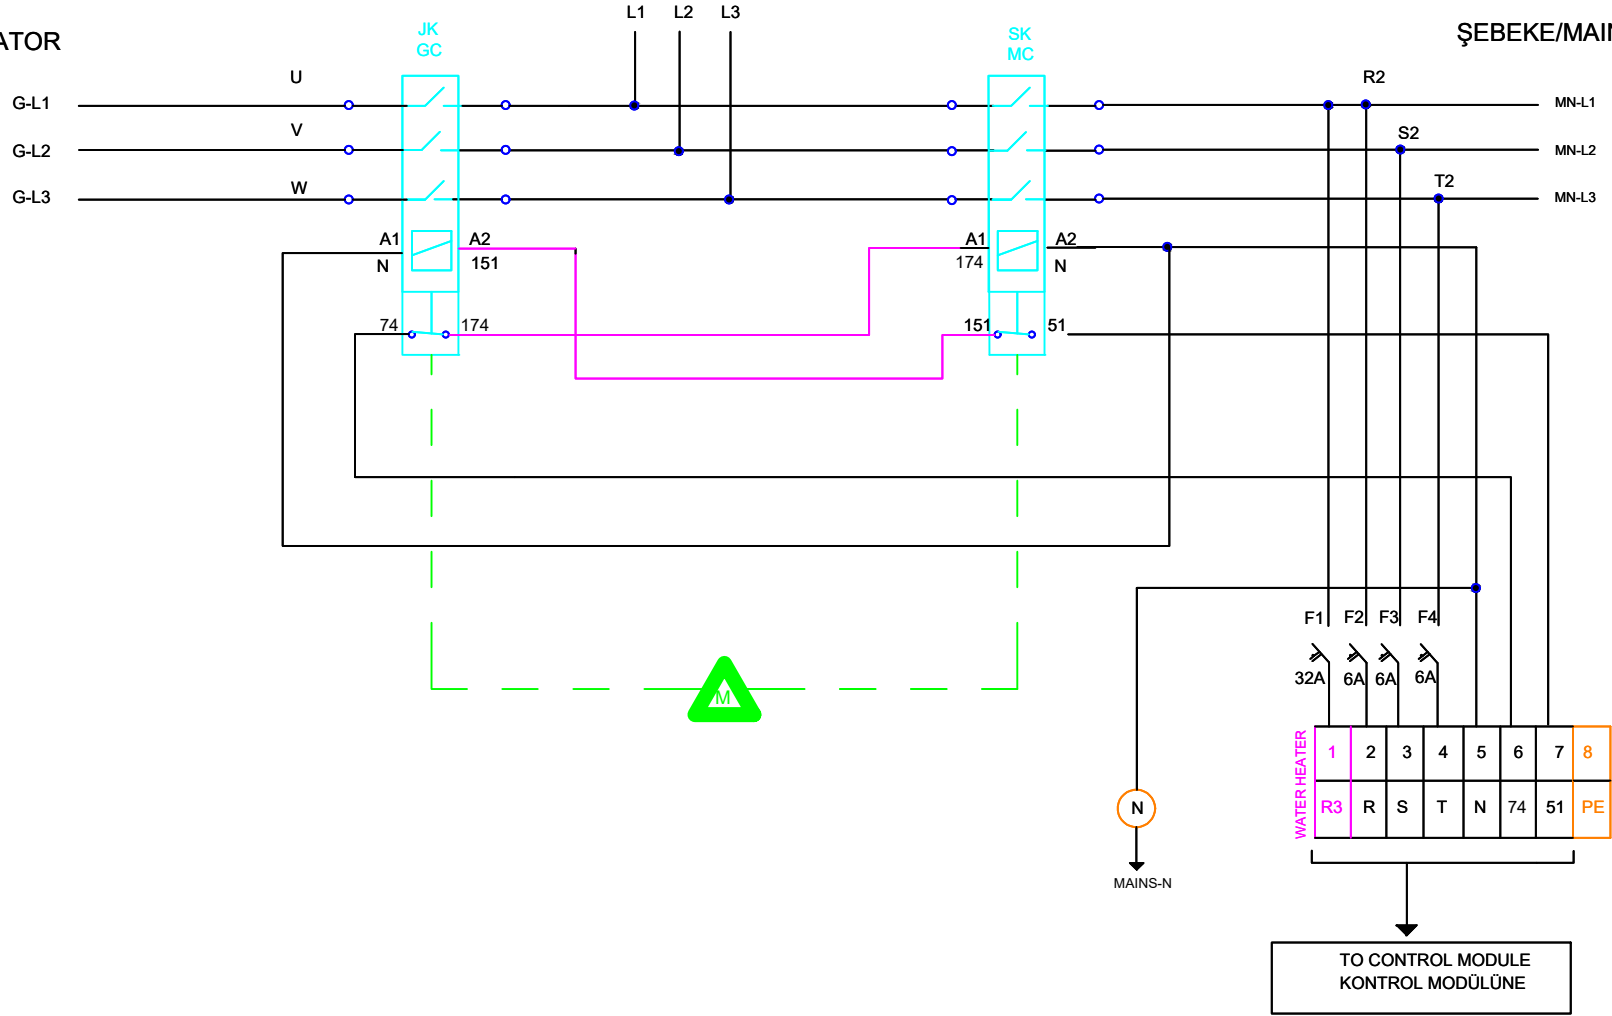 ATOR
G-L1
G-L2
G-L3
U
V
W
JK
GC
L1 L2 L3
SK
MC
ŞEBEKE/MAIN
R2
S2
T2
MN-L1
MN-L2
MN-L3
A1
N
A2
151
A1
174
A2
N
74
174
151
51
M
F1 F2 F3 F4
32A 6A 6A 6A
WATER HEATER
1 2 3 4 5 6 7 8
R3 R S T N 74 51 PE
N
MAINS-N
TO CONTROL MODULE
KONTROL MODÜLÜNE